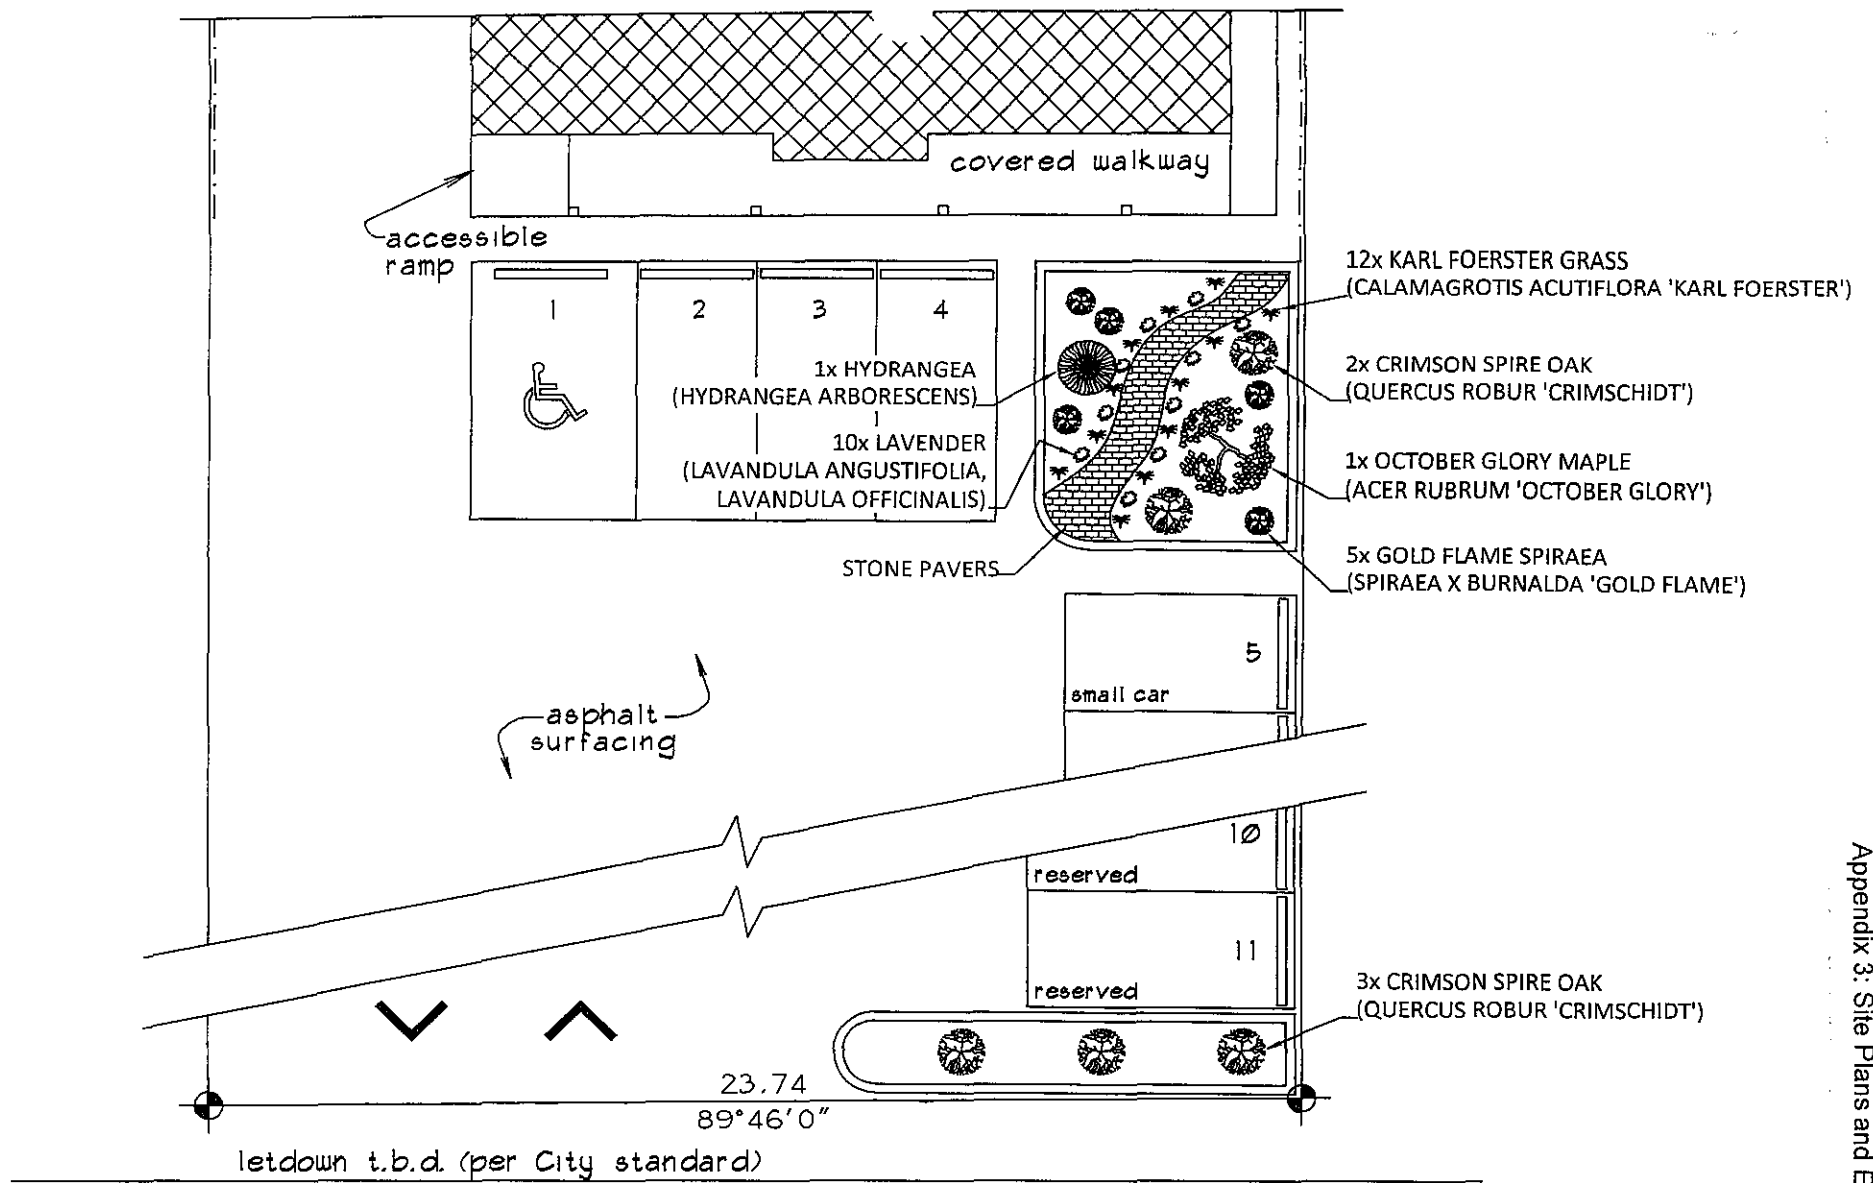 covered walkway
accessible
ramp
1
2
3
4
12x KARL FOERSTER GRASS
(CALAMAGROTIS ACUTIFLORA 'KARL FOERSTER')
1x HYDRANGEA
(HYDRANGEA ARBORESCENS)
2x CRIMSON SPIRE OAK
(QUERCUS ROBUR 'CRIMSCHIDT')
10x LAVENDER
(LAVANDULA ANGUSTIFOLIA,
LAVANDULA OFFICINALIS)
1x OCTOBER GLORY MAPLE
(ACER RUBRUM 'OCTOBER GLORY')
STONE PAVERS
5x GOLD FLAME SPIRAEA
(SPIRAEA X BURNALDA 'GOLD FLAME')
5
small car
asphalt
surfacing
10
reserved
11
reserved
3x CRIMSON SPIRE OAK
(QUERCUS ROBUR 'CRIMSCHIDT')
23.74
89°46'0"
letdown t.b.d. (per City standard)
Appendix 3: Site Plans and E